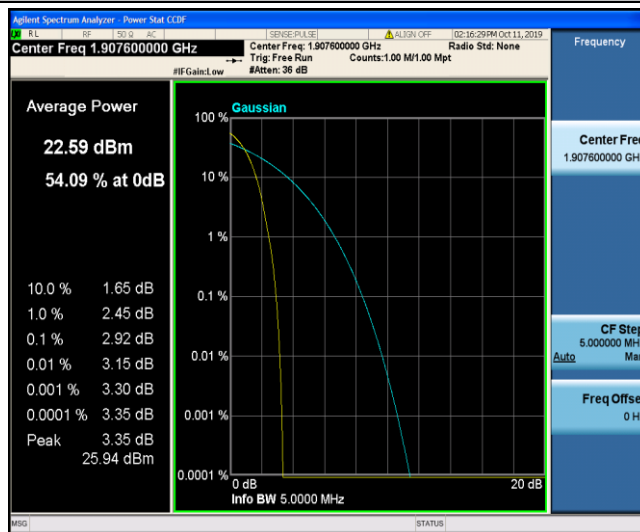 Agilent Spectrum Analyzer - Power Stat CCDF
RL RF 50 Ω AC SENSE:PULSE ALIGN OFF 02:16:29PM Oct 11, 2019
Center Freq 1.907600000 GHz
Center Freq: 1.907600000 GHz Radio Std: None
Trig: Free Run Counts:1.00 M/1.00 Mpt
#IFGain:Low #Atten: 36 dB
Frequency
Average Power
22.59 dBm
54.09 % at 0dB
10.0 % 1.65 dB
1.0 % 2.45 dB
0.1 % 2.92 dB
0.01 % 3.15 dB
0.001 % 3.30 dB
0.0001 % 3.35 dB
Peak 3.35 dB
25.94 dBm
Gaussian
100 %
10 %
1 %
0.1 %
0.01 %
0.001 %
0.0001 %
0 dB 20 dB
Info BW 5.0000 MHz
Center Fre
1.907600000 GH
CF Step
5.000000 MH
Auto Ma
Freq Offse
0 H
MSG STATUS